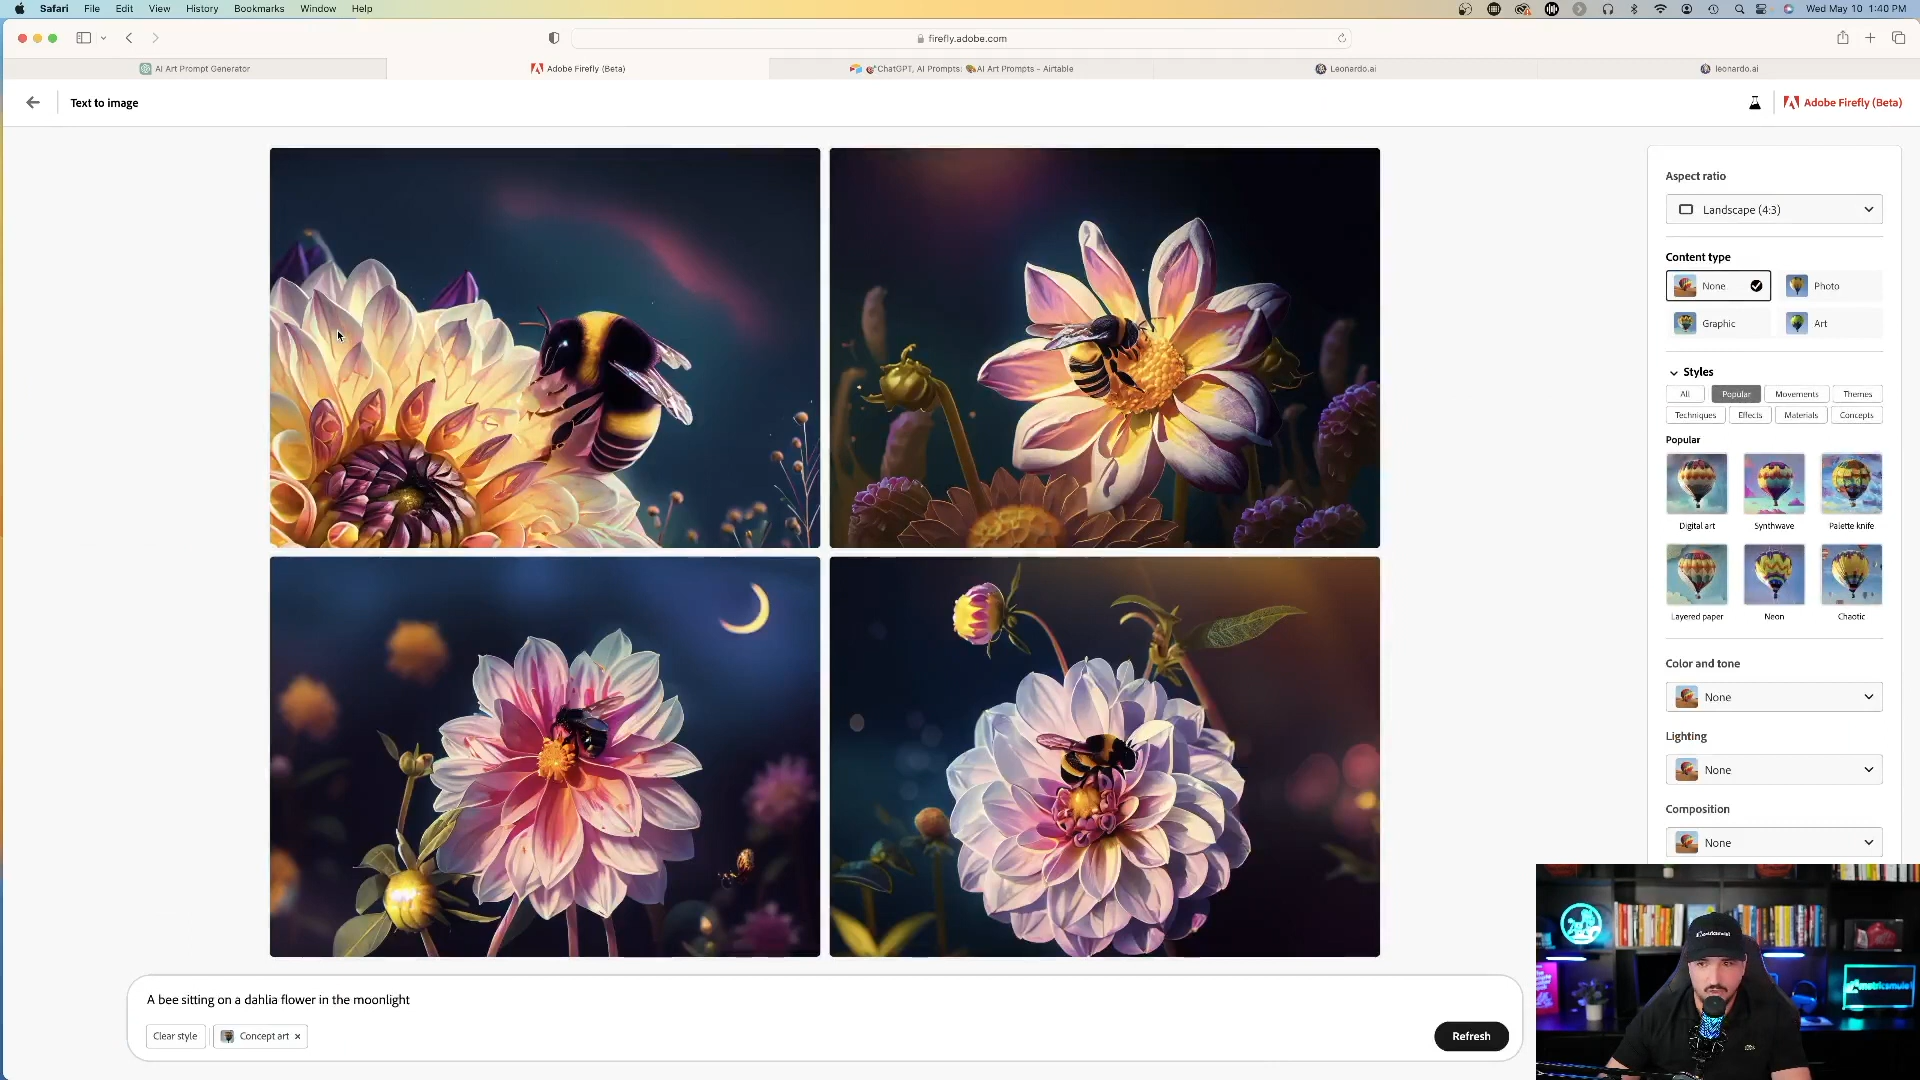 Safari File Edit View History Bookmarks Window Help Wed May 10 1:40 PM
firefly.adobe.com
AI Art Prompt Generator
Adobe Firefly (Beta)
*ChatGPT, AI Prompts: AI Art Prompts - Airtable
Leonardo.ai
leonardo.ai
Text to image
Adobe Firefly (Beta)
Aspect ratio
Landscape (4:3)
Content type
None Photo
Graphic Art
Styles
All Popular Movements Themes
Techniques Effects Materials Concepts
Popular
Digital art Synthwave Palette knife
Layered paper Neon Chaotic
Color and tone
None
Lighting
None
Composition
None
A bee sitting on a dahlia flower in the moonlight
Clear style Concept art ×
Refresh